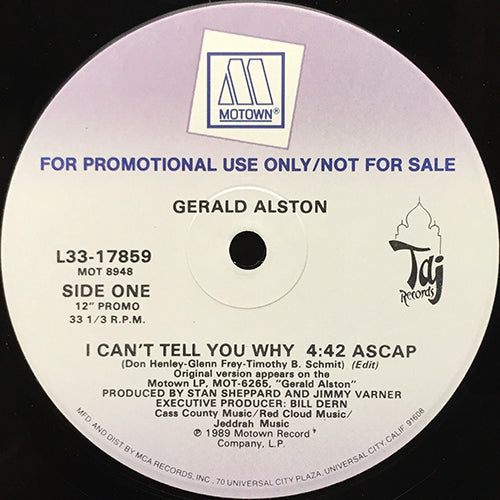 M
MOTOWN®
FOR PROMOTIONAL USE ONLY/NOT FOR SALE
GERALD ALSTON
L33-17859
MOT 8948
SIDE ONE
12" PROMO
33 1/3 R.P.M.
Taj
Records
I CAN'T TELL YOU WHY 4:42 ASCAP
(Don Henley-Glenn Frey-Timothy B. Schmit) (Edit)
Original version appears on the
Motown LP, MOT-6265, "Gerald Alston"
PRODUCED BY STAN SHEPPARD AND JIMMY VARNER
EXECUTIVE PRODUCER: BILL DERN
Cass County Music/Red Cloud Music/
Jeddrah Music
℗ 1989 Motown Record
Company, L.P.
MFD AND DIST BY MCA RECORDS, INC., 70 UNIVERSAL CITY PLAZA, UNIVERSAL CITY, CALIF. 91608